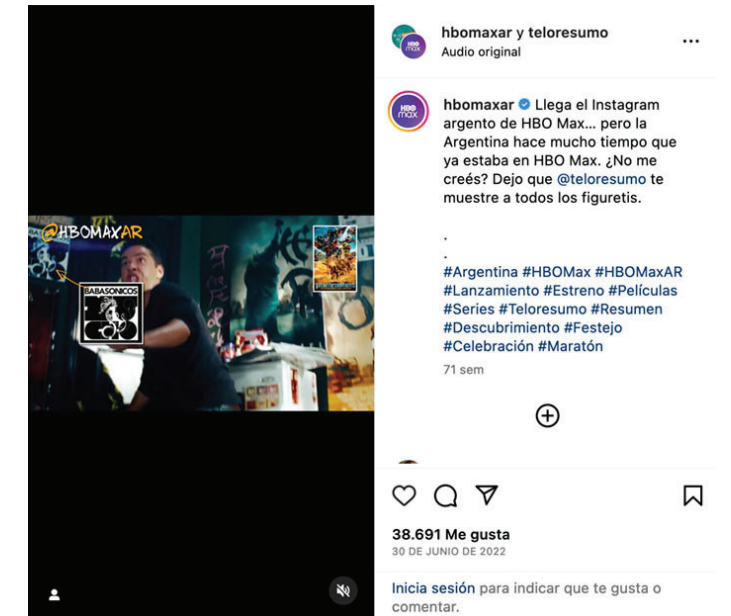 hbomaxar y teloresumo
Audio original
...
HBO
max
@HBOMAXAR
BABASONICOS
hbomaxar Llega el Instagram
argento de HBO Max... pero la
Argentina hace mucho tiempo que
ya estaba en HBO Max. ¿No me
creés? Dejo que @teloresumo te
muestre a todos los figuretis.
.
.
#Argentina #HBOMax #HBOMaxAR
#Lanzamiento #Estreno #Películas
#Series #Teloresumo #Resumen
#Descubrimiento #Festejo
#Celebración #Maratón
71 sem
38.691 Me gusta
30 DE JUNIO DE 2022
Inicia sesión para indicar que te gusta o
comentar.